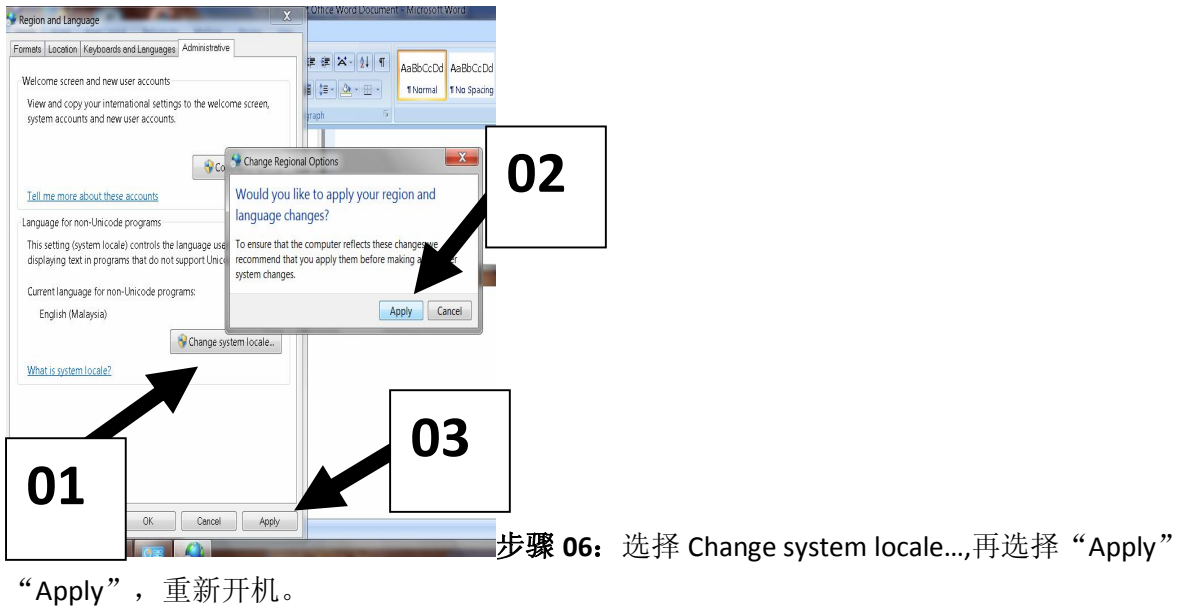 Region and Language
X
Office Word Document - Microsoft Word
Formats Location Keyboards and Languages Administrative
AaBbCcDd AaBbCcDd
¶ Normal ¶ No Spacing
Welcome screen and new user accounts
View and copy your international settings to the welcome screen,
system accounts and new user accounts.
Tell me more about these accounts
Change Regional Options
X
Would you like to apply your region and
language changes?
To ensure that the computer reflects these changes we
recommend that you apply them before making
system changes.
Apply Cancel
02
Language for non-Unicode programs
This setting (system locale) controls the language
displaying text in programs that do not support
Current language for non-Unicode programs:
English (Malaysia)
Change system locale...
What is system locale?
01
03
OK Cancel Apply
步骤 06：选择 Change system locale…,再选择“Apply”
“Apply”，重新开机。